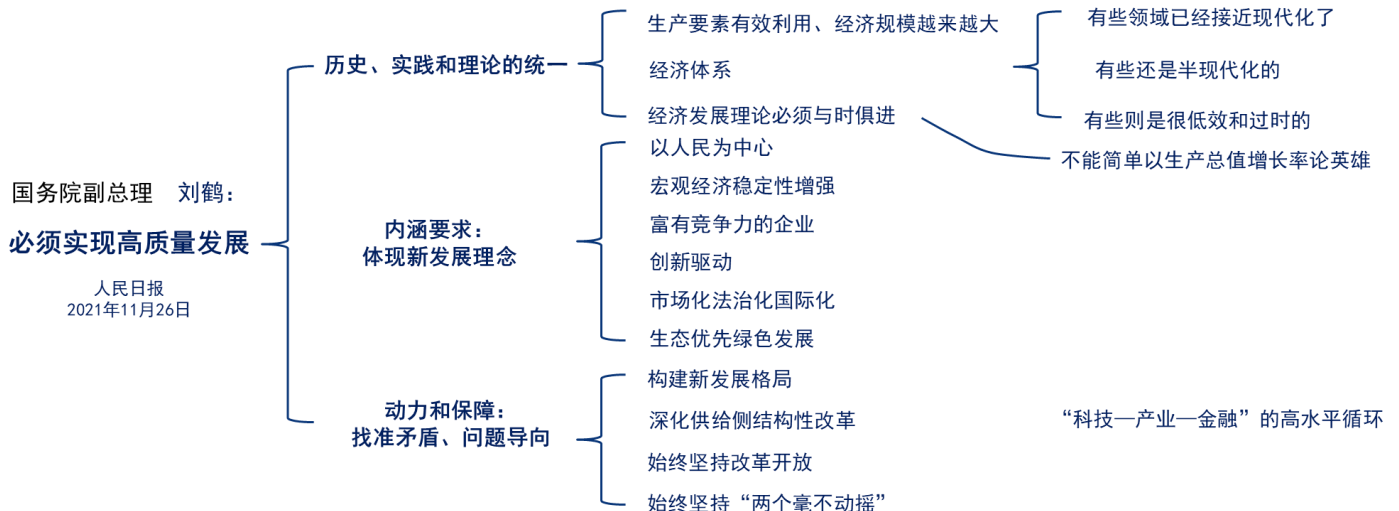 国务院副总理 刘鹤：
必须实现高质量发展
人民日报
2021年11月26日
历史、实践和理论的统一
生产要素有效利用、经济规模越来越大
经济体系
有些领域已经接近现代化了
有些还是半现代化的
有些则是很低效和过时的
经济发展理论必须与时俱进
不能简单以生产总值增长率论英雄
内涵要求：
体现新发展理念
以人民为中心
宏观经济稳定性增强
富有竞争力的企业
创新驱动
市场化法治化国际化
生态优先绿色发展
动力和保障：
找准矛盾、问题导向
构建新发展格局
深化供给侧结构性改革
“科技—产业—金融”的高水平循环
始终坚持改革开放
始终坚持“两个毫不动摇”